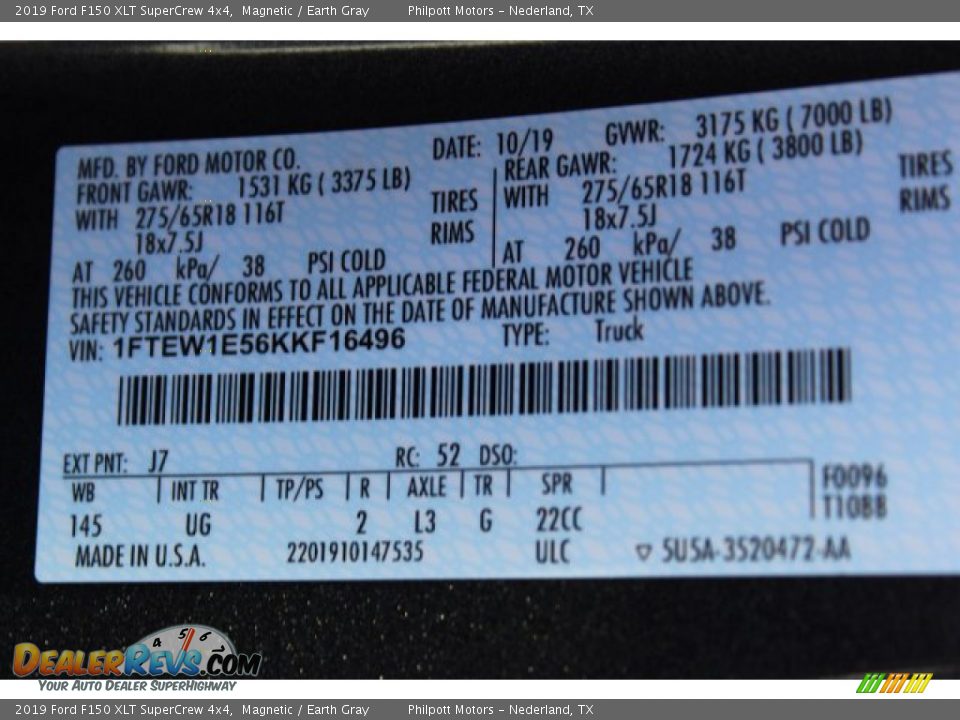 2019 Ford F150 XLT SuperCrew 4x4, Magnetic / Earth Gray Philpott Motors - Nederland, TX
MFD. BY FORD MOTOR CO. DATE: 10/19 GVWR: 3175 KG ( 7000 LB)
FRONT GAWR: 1531 KG ( 3375 LB) REAR GAWR: 1724 KG ( 3800 LB)
WITH 275/65R18 116T TIRES WITH 275/65R18 116T TIRES
18x7.5J RIMS 18x7.5J RIMS
AT 260 kPa/ 38 PSI COLD AT 260 kPa/ 38 PSI COLD
THIS VEHICLE CONFORMS TO ALL APPLICABLE FEDERAL MOTOR VEHICLE
SAFETY STANDARDS IN EFFECT ON THE DATE OF MANUFACTURE SHOWN ABOVE.
VIN: 1FTEW1E56KKF16496 TYPE: Truck
EXT PNT: J7 RC: 52 DSO:
WB INT TR TP/PS R AXLE TR SPR F0096
145 UG 2 L3 G 22CC T1088
MADE IN U.S.A. 2201910147535 ULC ▽ 5U5A-3520472-AA
4 5 6
DEALERREVS.COM
YOUR AUTO DEALER SUPERHIGHWAY
2019 Ford F150 XLT SuperCrew 4x4, Magnetic / Earth Gray Philpott Motors - Nederland, TX